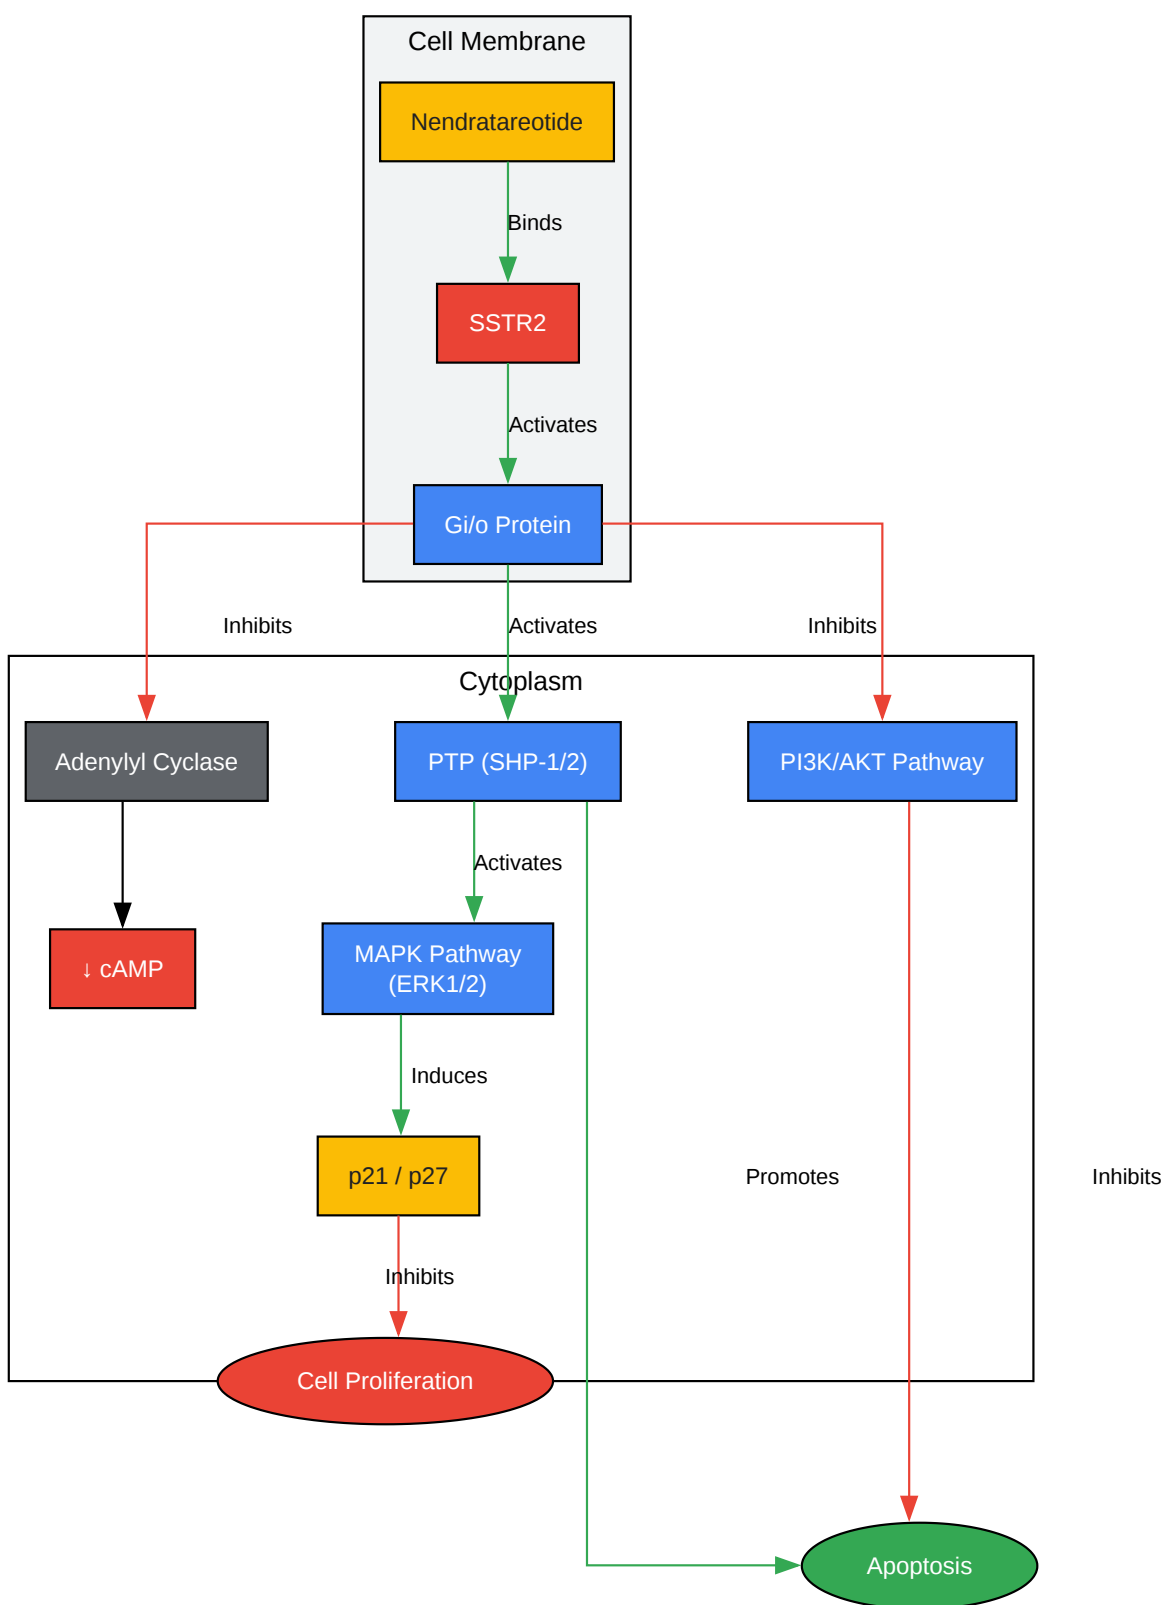 Cell Membrane
Nendratareotide
Binds
SSTR2
Activates
Gi/o Protein
Inhibits
Activates
Inhibits
Cytoplasm
Adenylyl Cyclase
PTP (SHP-1/2)
PI3K/AKT Pathway
Activates
MAPK Pathway
(ERK1/2)
↓ cAMP
Induces
p21 / p27
Promotes
Inhibits
Inhibits
Cell Proliferation
Apoptosis